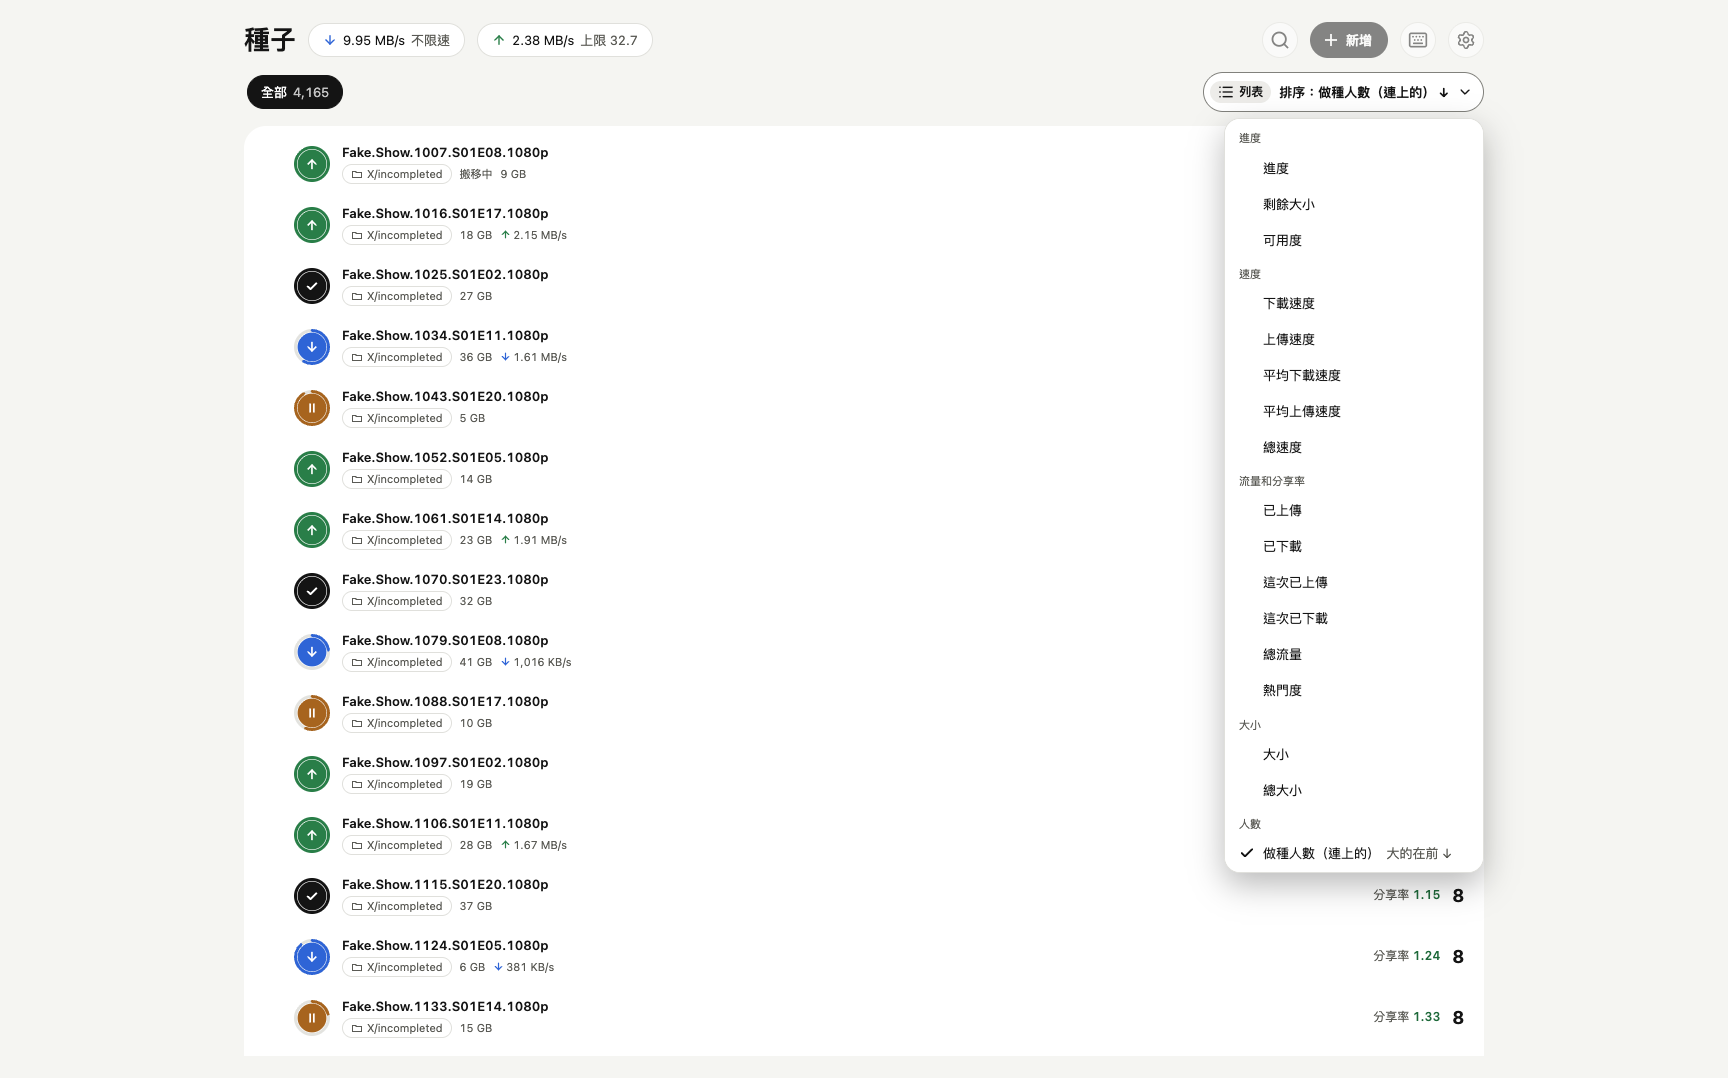 種子 9.95 MB/s 不限速 2.38 MB/s 上限 32.7 新增
全部 4,165 列表 排序：做種人數（連上的）
Fake.Show.1007.S01E08.1080p
X/incompleted 搬移中 9 GB
Fake.Show.1016.S01E17.1080p
X/incompleted 18 GB 2.15 MB/s
Fake.Show.1025.S01E02.1080p
X/incompleted 27 GB
Fake.Show.1034.S01E11.1080p
X/incompleted 36 GB 1.61 MB/s
Fake.Show.1043.S01E20.1080p
X/incompleted 5 GB
Fake.Show.1052.S01E05.1080p
X/incompleted 14 GB
Fake.Show.1061.S01E14.1080p
X/incompleted 23 GB 1.91 MB/s
Fake.Show.1070.S01E23.1080p
X/incompleted 32 GB
Fake.Show.1079.S01E08.1080p
X/incompleted 41 GB 1,016 KB/s
Fake.Show.1088.S01E17.1080p
X/incompleted 10 GB
Fake.Show.1097.S01E02.1080p
X/incompleted 19 GB
Fake.Show.1106.S01E11.1080p
X/incompleted 28 GB 1.67 MB/s
Fake.Show.1115.S01E20.1080p
X/incompleted 37 GB
分享率 1.15 8
Fake.Show.1124.S01E05.1080p
X/incompleted 6 GB 381 KB/s
分享率 1.24 8
Fake.Show.1133.S01E14.1080p
X/incompleted 15 GB
分享率 1.33 8
進度
進度
剩餘大小
可用度
速度
下載速度
上傳速度
平均下載速度
平均上傳速度
總速度
流量和分享率
已上傳
已下載
這次已上傳
這次已下載
總流量
熱門度
大小
大小
總大小
人數
做種人數（連上的） 大的在前